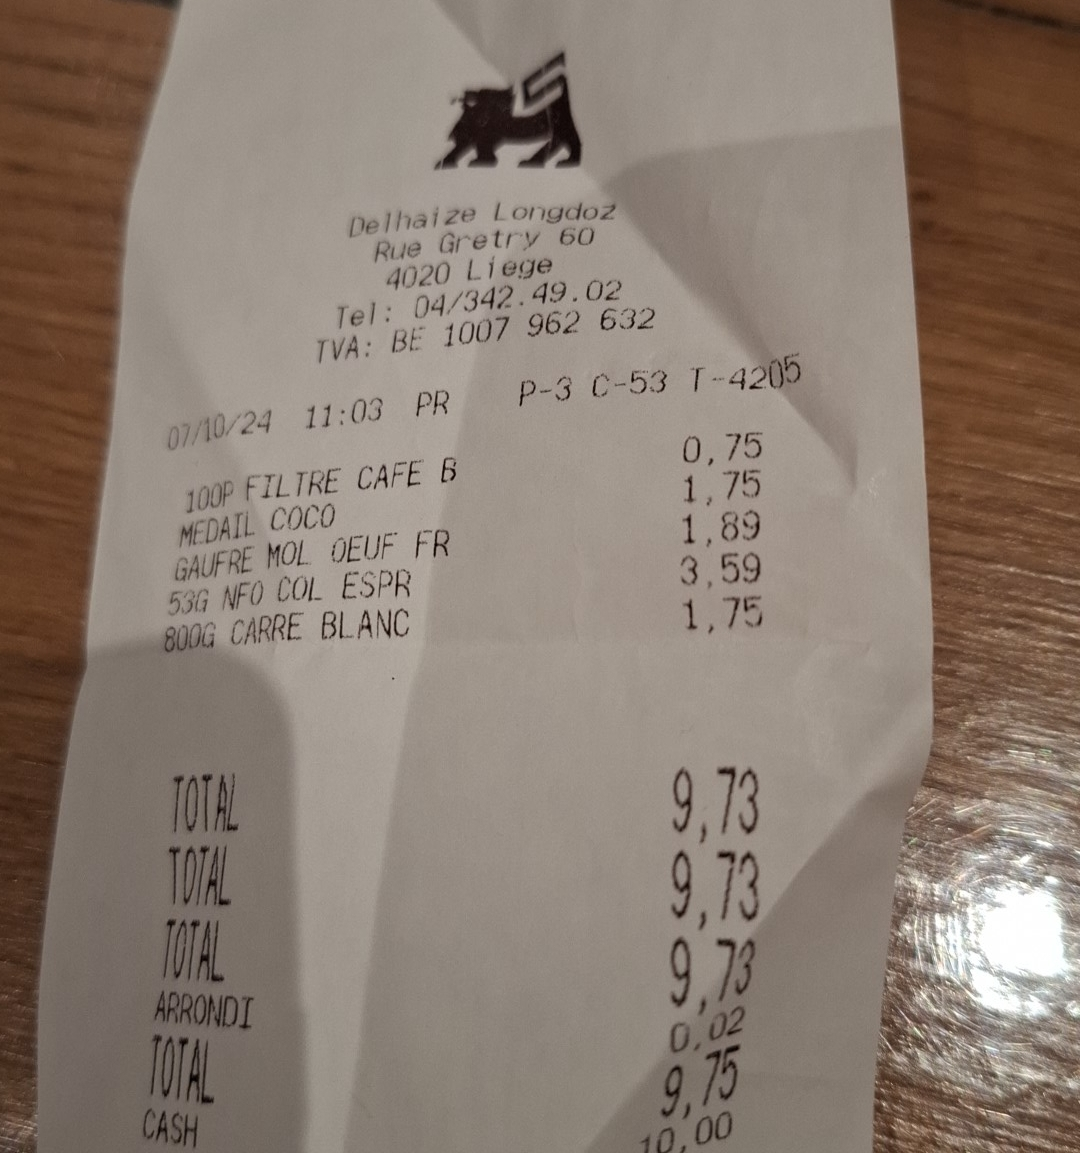 Delhaize Longdoz
Rue Gretry 60
4020 Liege
Tel: 04/342.49.02
TVA: BE 1007 962 632
07/10/24 11:03 PR P-3 C-53 T-4205
100P FILTRE CAFE B 0,75
MEDAIL COCO 1,75
GAUFRE MOL OEUF FR 1,89
53G NFO COL ESPR 3,59
800G CARRE BLANC 1,75
TOTAL 9,73
TOTAL 9,73
TOTAL 9,73
ARRONDI 0,02
TOTAL 9,75
CASH 10,00